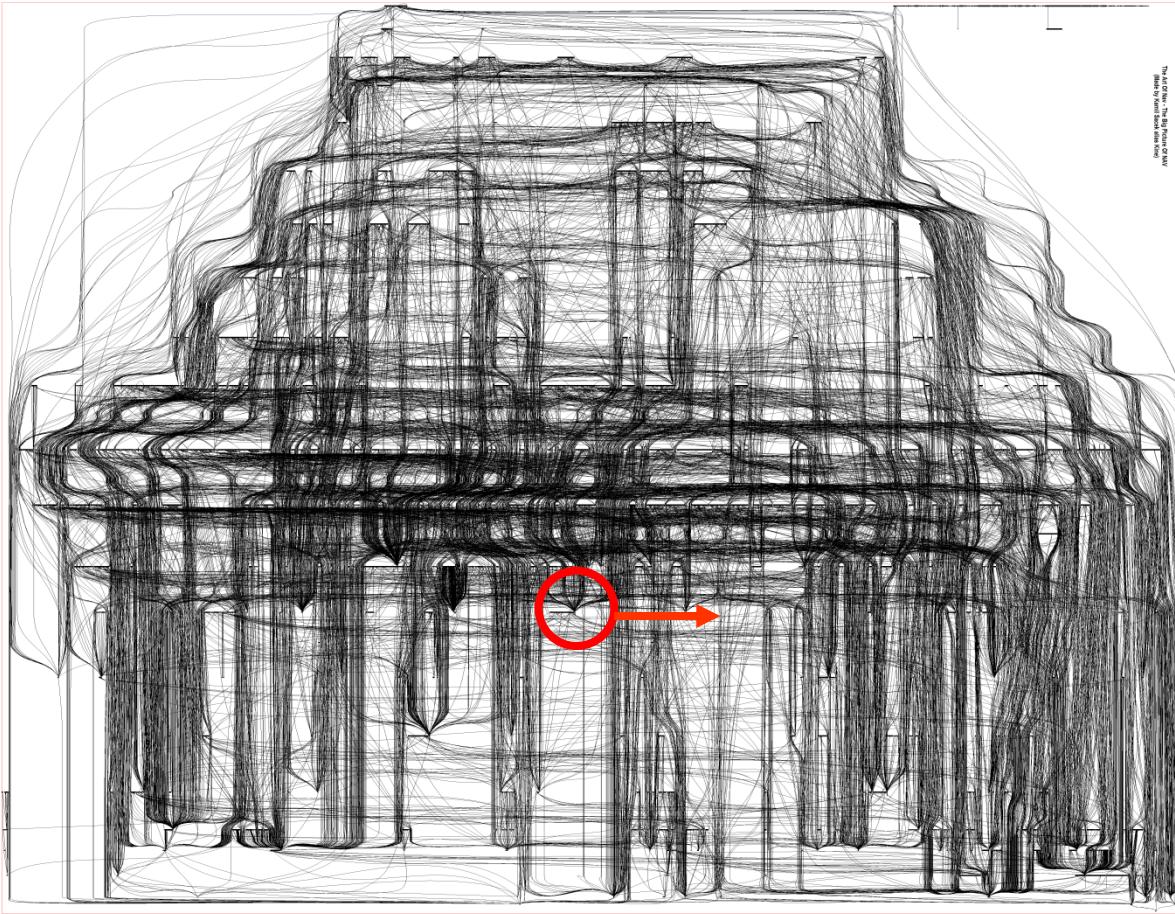 The Art Of Nav - The Big Picture Of NAV
(Made by Kamil Sacek alias Kine)